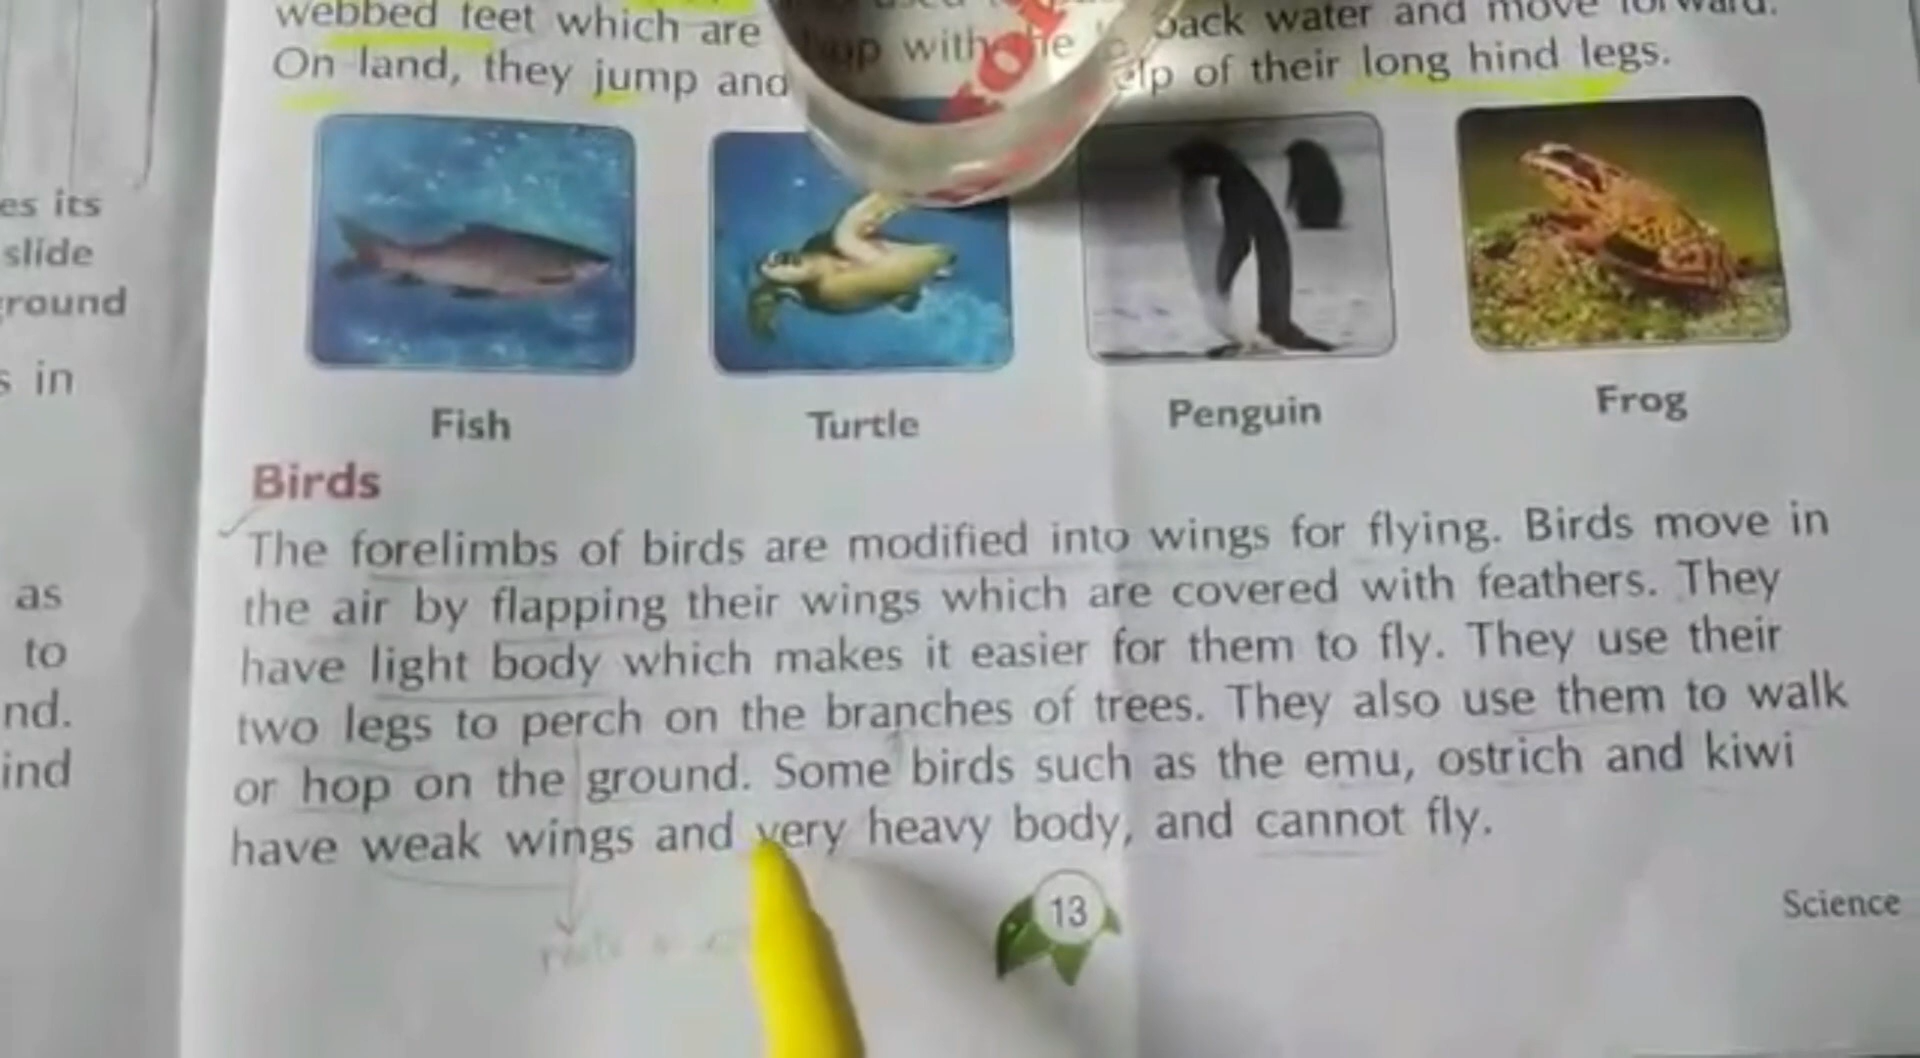 webbed feet which are back water and move forward.
On land, they jump and hop with the help of their long hind legs.
es its
slide
ground
s in
as
to
nd.
ind
Fish
Turtle
Penguin
Frog
Birds
The forelimbs of birds are modified into wings for flying. Birds move in
the air by flapping their wings which are covered with feathers. They
have light body which makes it easier for them to fly. They use their
two legs to perch on the branches of trees. They also use them to walk
or hop on the ground. Some birds such as the emu, ostrich and kiwi
have weak wings and very heavy body, and cannot fly.
13
Science